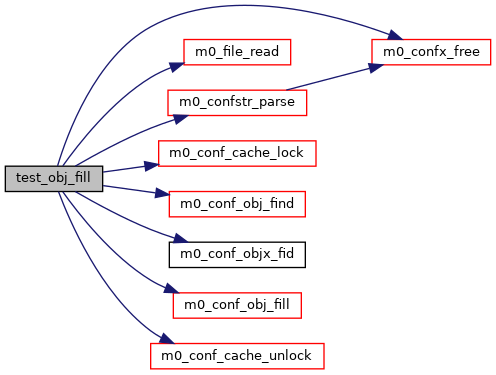 test_obj_fill
m0_file_read
m0_confx_free
m0_confstr_parse
m0_conf_cache_lock
m0_conf_obj_find
m0_conf_objx_fid
m0_conf_obj_fill
m0_conf_cache_unlock